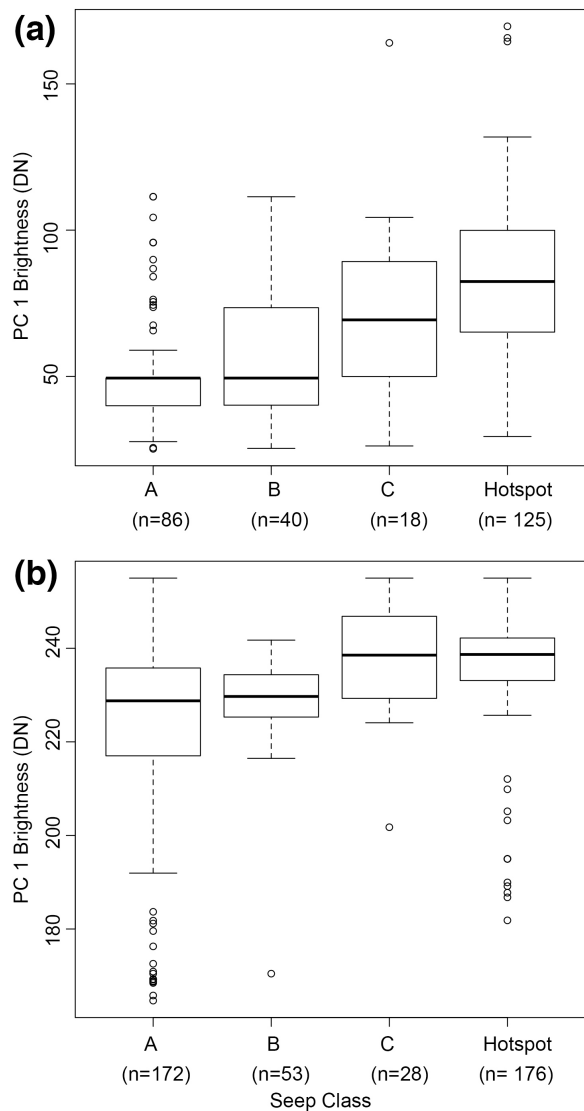 (a)
PC 1 Brightness (DN)
150
100
50
A B C Hotspot
(n=86) (n=40) (n=18) (n= 125)
(b)
PC 1 Brightness (DN)
240
220
200
180
A B C Hotspot
(n=172) (n=53) (n=28) (n= 176)
Seep Class